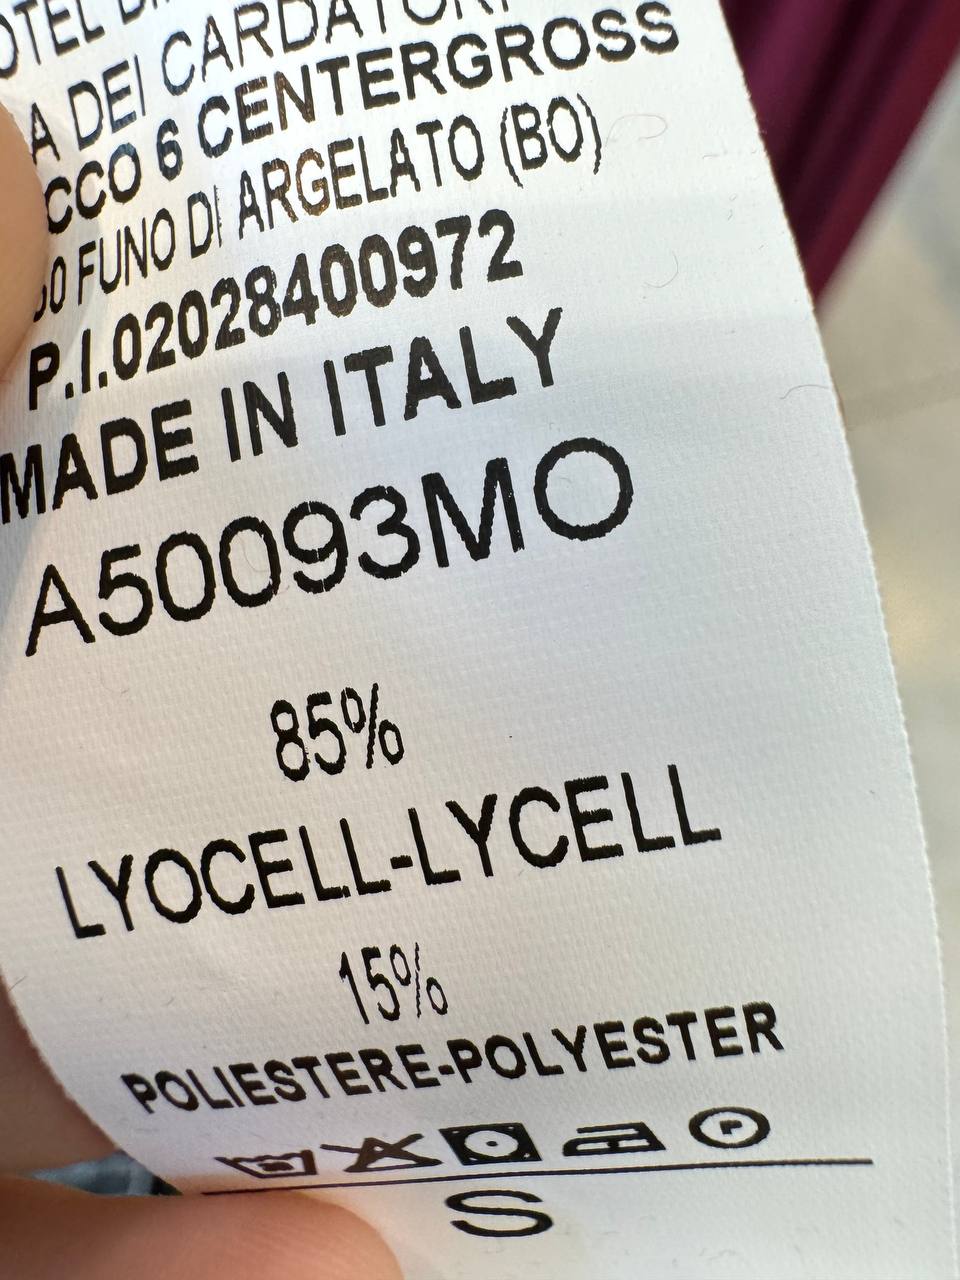 A DEI CARDATORI
CCO 6 CENTERGROSS
0 FUNO DI ARGELATO (BO)
P.I.02028400972
MADE IN ITALY
A50093MO
85%
LYOCELL-LYCELL
15%
POLIESTERE-POLYESTER
P
S